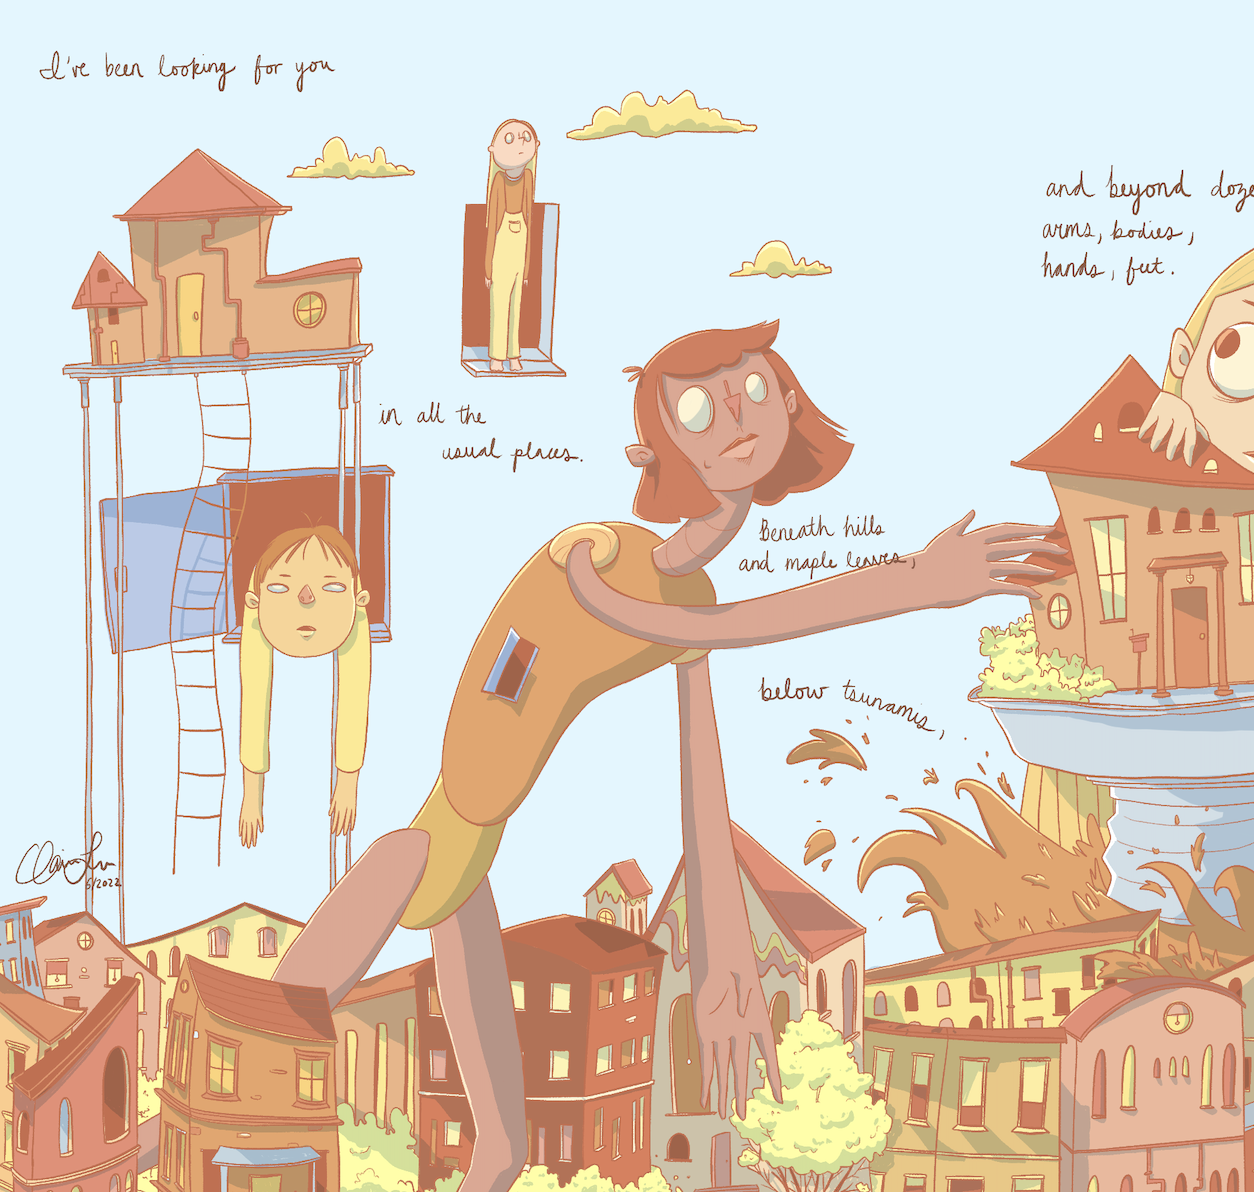 I've been looking for you
in all the
usual places.
Beneath hills
and maple leaves,
below tsunamis,
and beyond doze
arms, bodies,
hands, feet.
6/2022